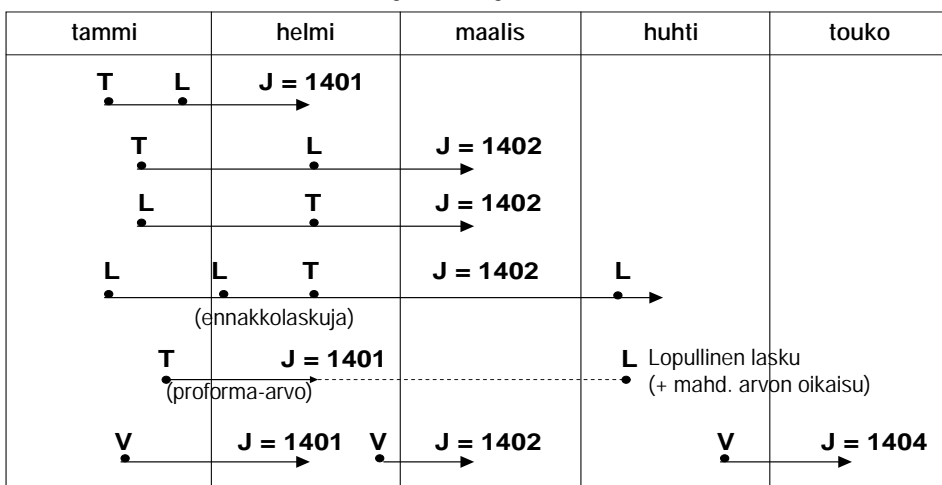 tammi helmi maalis huhti touko
T L J = 1401
T L J = 1402
L T J = 1402
L L T J = 1402 L
(ennakkolaskuja)
T J = 1401 L Lopullinen lasku
(proforma-arvo) (+ mahd. arvon oikaisu)
V J = 1401 V J = 1402 V J = 1404